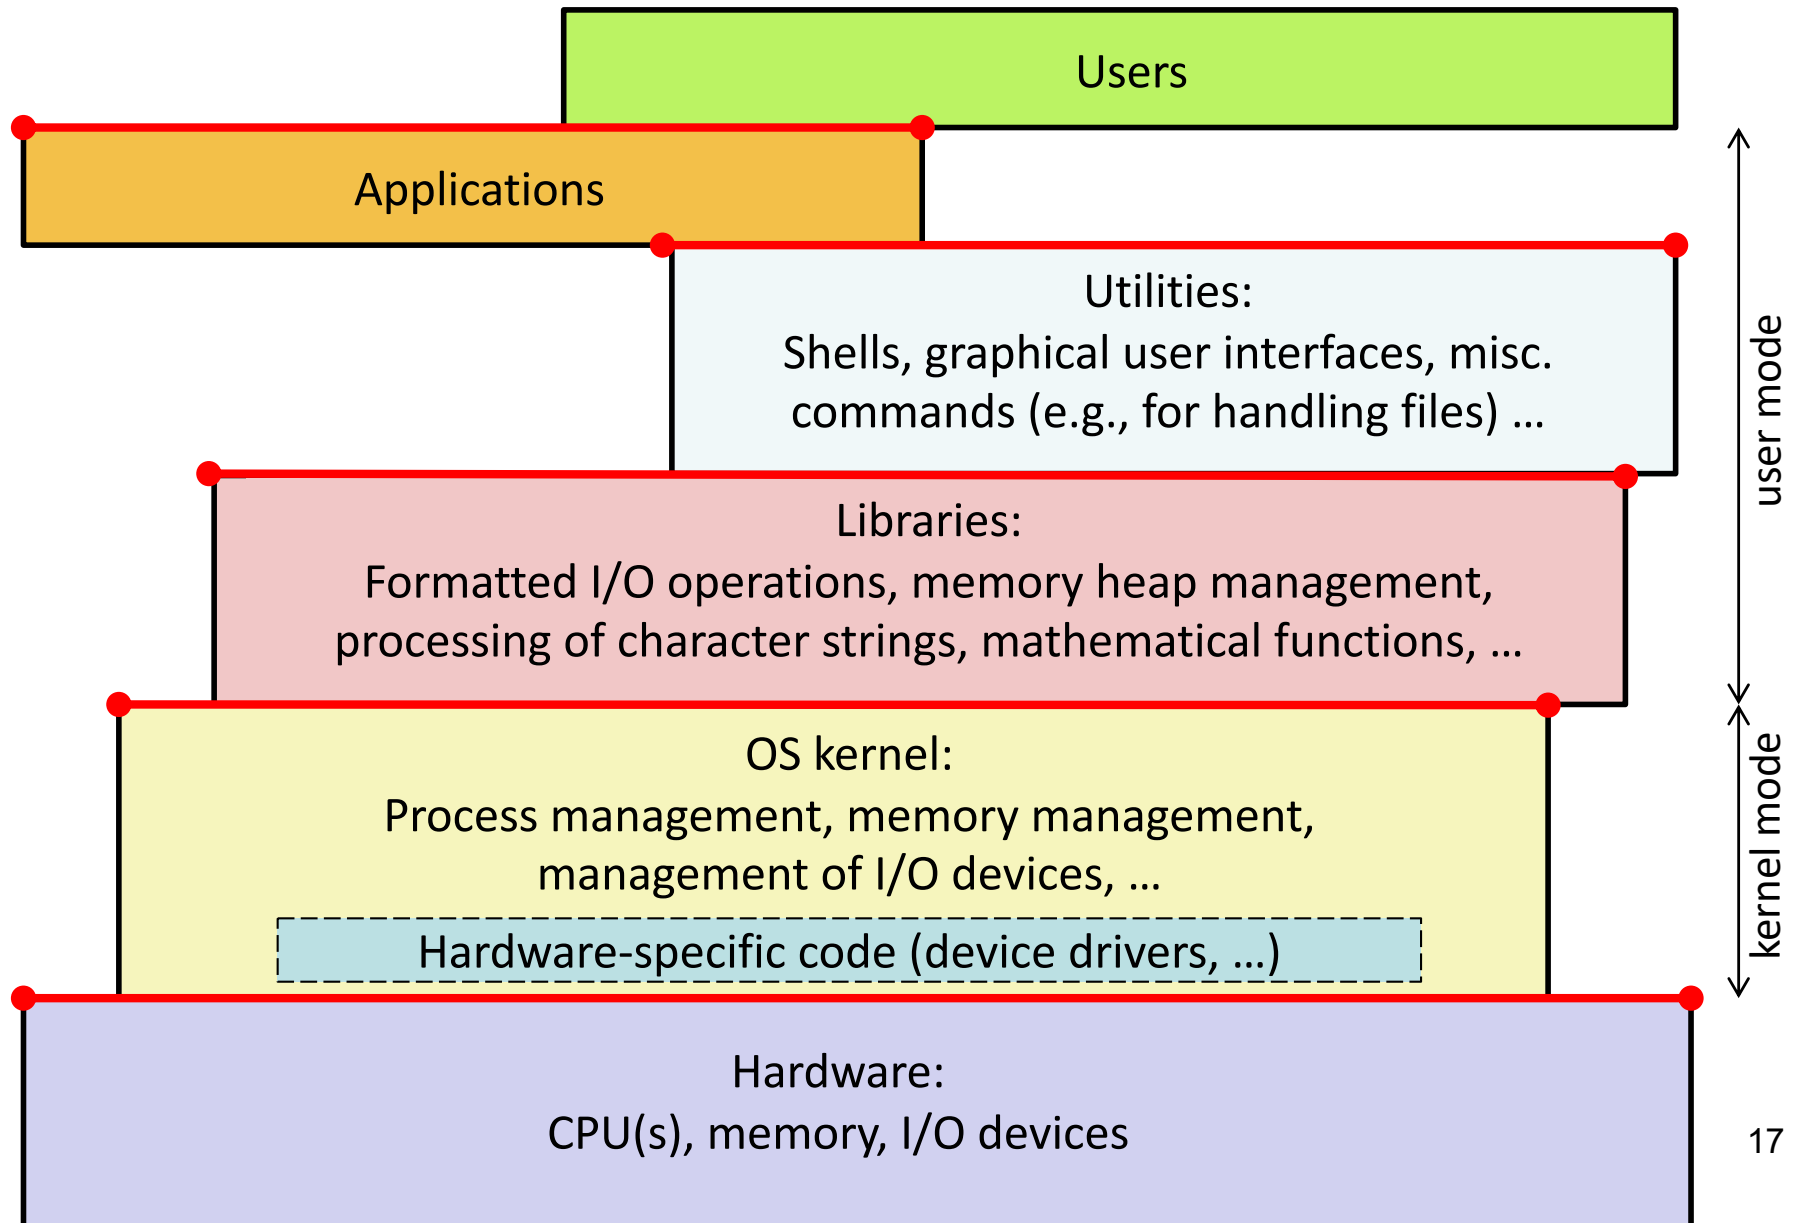 Users
Applications
Utilities:
Shells, graphical user interfaces, misc.
commands (e.g., for handling files) …
user mode
Libraries:
Formatted I/O operations, memory heap management,
processing of character strings, mathematical functions, …
OS kernel:
Process management, memory management,
management of I/O devices, …
kernel mode
Hardware-specific code (device drivers, …)
Hardware:
CPU(s), memory, I/O devices
17